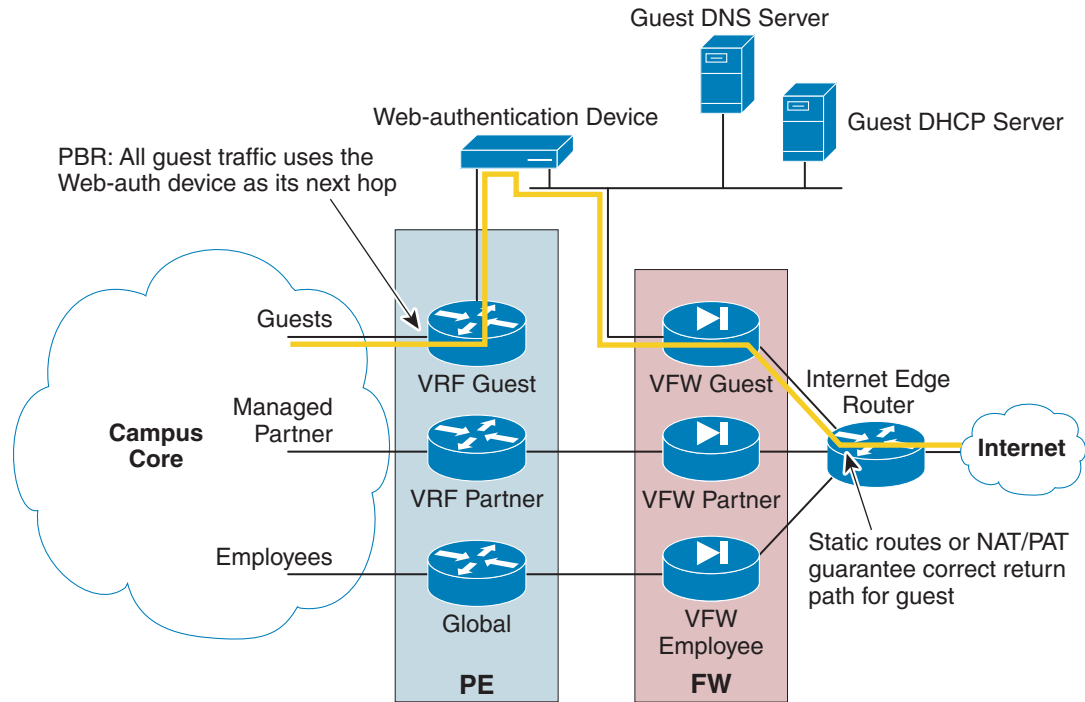 Guest DNS Server
Web-authentication Device
Guest DHCP Server
PBR: All guest traffic uses the
Web-auth device as its next hop
Guests
VRF Guest
VFW Guest
Internet Edge
Router
Managed
Partner
Campus
Core
Internet
VRF Partner
VFW Partner
Employees
Static routes or NAT/PAT
guarantee correct return
path for guest
Global
VFW
Employee
PE
FW